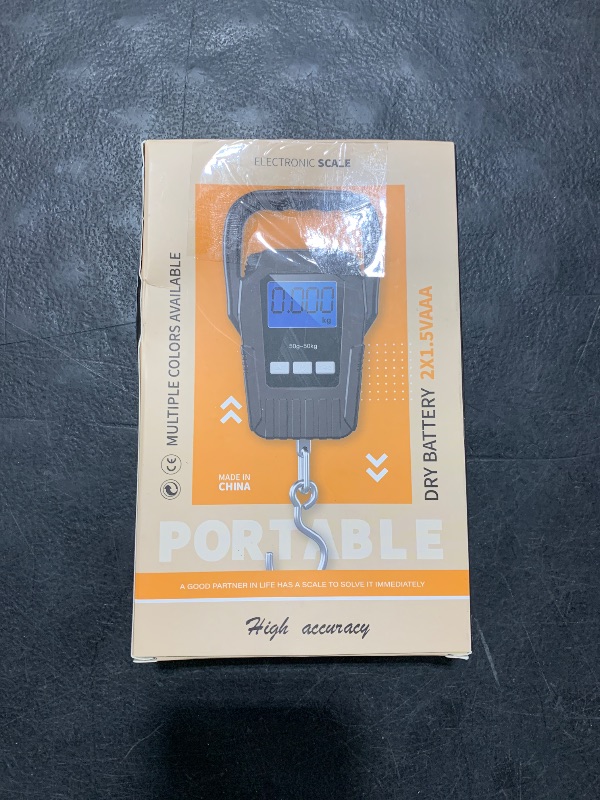 ELECTRONIC SCALE
MULTIPLE COLORS AVAILABLE
0.000
kg
50g~50kg
DRY BATTERY 2X1.5VAAA
MADE IN
CHINA
CE
PORTABLE
A GOOD PARTNER IN LIFE HAS A SCALE TO SOLVE IT IMMEDIATELY
High accuracy